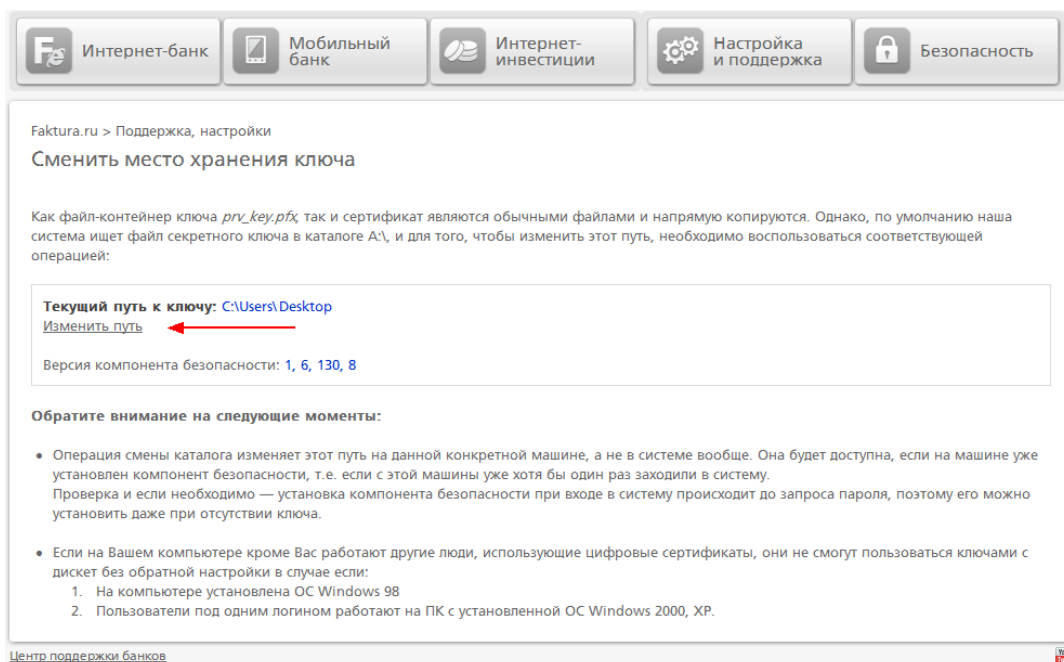 Интернет-банк
Мобильный
банк
Интернет-
инвестиции
Настройка
и поддержка
Безопасность
Faktura.ru > Поддержка, настройки
Сменить место хранения ключа
Как файл-контейнер ключа prv_key.pfx, так и сертификат являются обычными файлами и напрямую копируются. Однако, по умолчанию наша
система ищет файл секретного ключа в каталоге A:\, и для того, чтобы изменить этот путь, необходимо воспользоваться соответствующей
операцией:
Текущий путь к ключу: C:\Users\Desktop
Изменить путь
Версия компонента безопасности: 1, 6, 130, 8
Обратите внимание на следующие моменты:
• Операция смены каталога изменяет этот путь на данной конкретной машине, а не в системе вообще. Она будет доступна, если на машине уже
установлен компонент безопасности, т.е. если с этой машины уже хотя бы один раз заходили в систему.
Проверка и если необходимо — установка компонента безопасности при входе в систему происходит до запроса пароля, поэтому его можно
установить даже при отсутствии ключа.
• Если на Вашем компьютере кроме Вас работают другие люди, использующие цифровые сертификаты, они не смогут пользоваться ключами с
дискет без обратной настройки в случае если:
1. На компьютере установлена ОС Windows 98
2. Пользователи под одним логином работают на ПК с установленной ОС Windows 2000, XP.
Центр поддержки банков